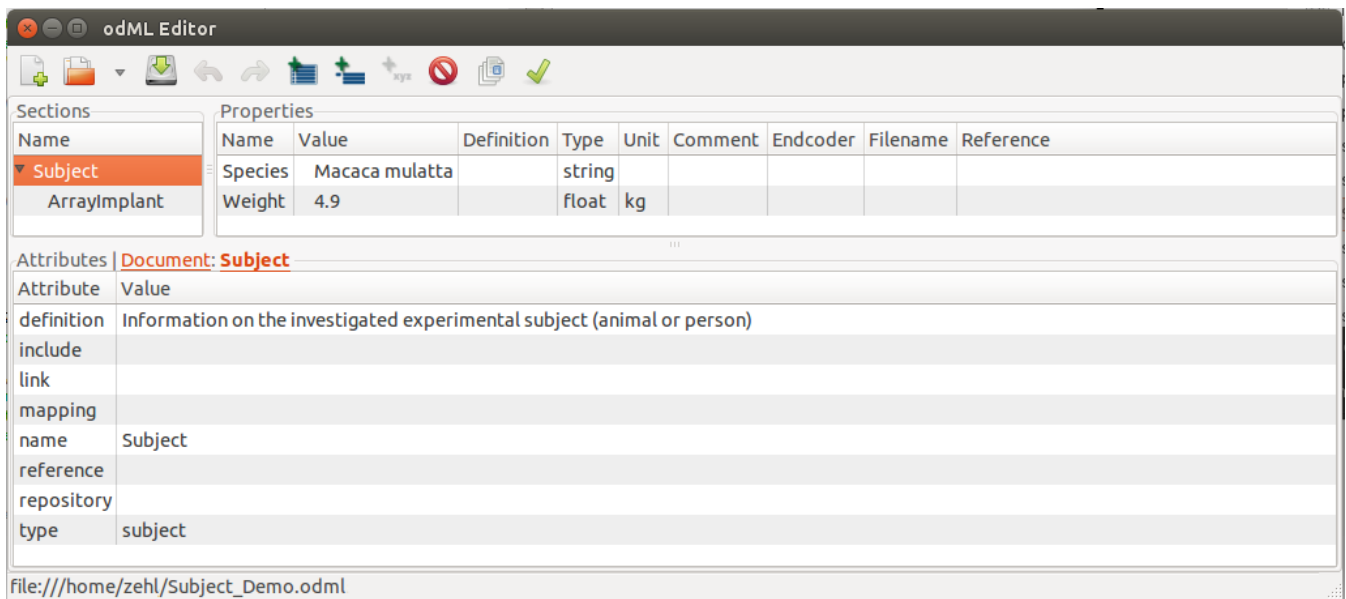 odML Editor
xyz
Sections
Properties
Name
Name Value Definition Type Unit Comment Endcoder Filename Reference
Subject
Species Macaca mulatta string
ArrayImplant
Weight 4.9 float kg
Attributes | Document: Subject
Attribute Value
definition Information on the investigated experimental subject (animal or person)
include
link
mapping
name Subject
reference
repository
type subject
file:///home/zehl/Subject_Demo.odml